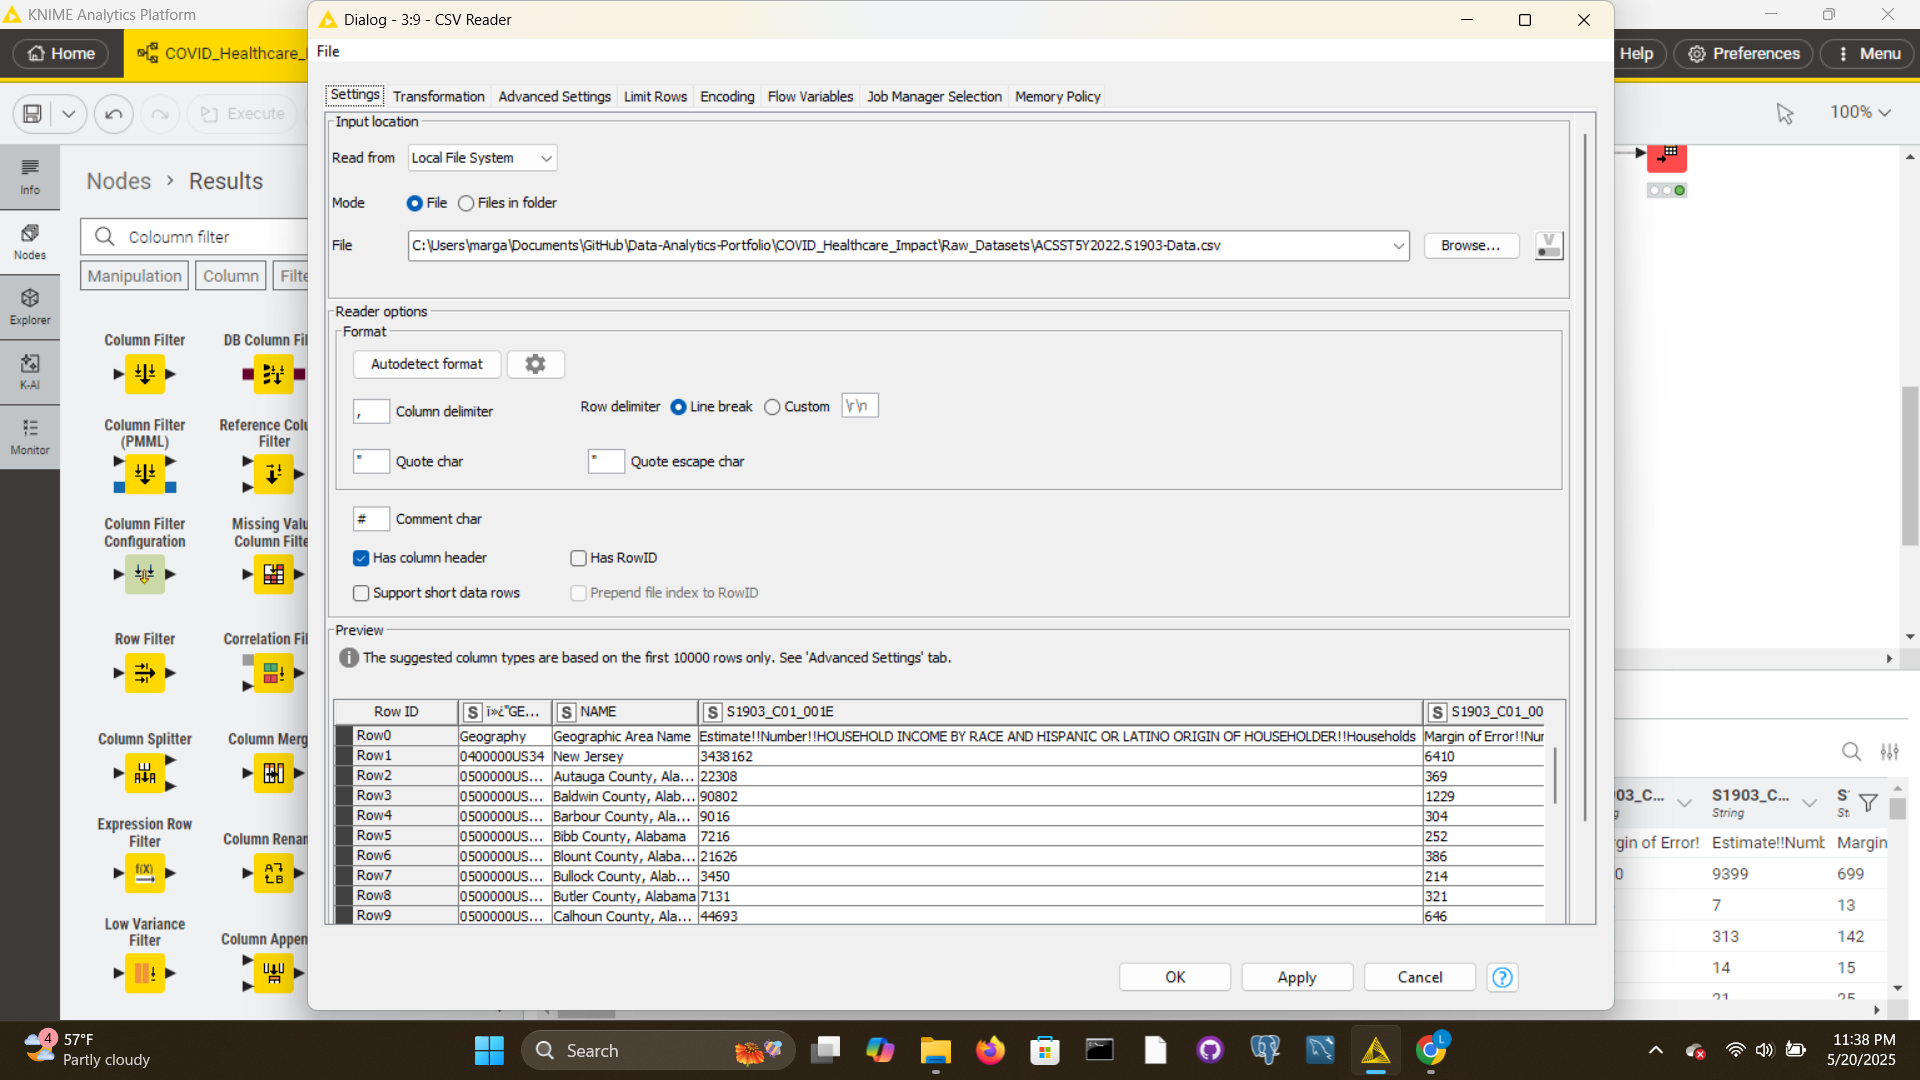 KNIME Analytics Platform
Dialog - 3:9 - CSV Reader
File
Home
COVID_Healthcare_
Help
Preferences
Menu
Settings
Transformation
Advanced Settings
Limit Rows
Encoding
Flow Variables
Job Manager Selection
Memory Policy
Execute
100%
Input location
Read from
Local File System
Mode
File
Files in folder
File
C:\Users\marga\Documents\GitHub\Data-Analytics-Portfolio\COVID_Healthcare_Impact\Raw_Datasets\ACSST5Y2022.S1903-Data.csv
Browse...
V
Info
Nodes
Explorer
K-AI
Monitor
Nodes > Results
Coloumn filter
Manipulation
Column
Filte
Column Filter
DB Column Fil
Column Filter (PMML)
Reference Colu
Filter
Column Filter Configuration
Missing Valu
Column Filte
Row Filter
Correlation Fil
Column Splitter
Column Merg
Expression Row Filter
Column Renam
Low Variance Filter
Column Appen
Reader options
Format
Autodetect format
,
Column delimiter
Row delimiter
Line break
Custom
\r\n
"
Quote char
"
Quote escape char
#
Comment char
Has column header
Has RowID
Support short data rows
Prepend file index to RowID
Preview
The suggested column types are based on the first 10000 rows only. See 'Advanced Settings' tab.
Row ID S ï»¿"GE... S NAME S S1903_C01_001E S S1903_C01_00
Row0 Geography Geographic Area Name Estimate!!Number!!HOUSEHOLD INCOME BY RACE AND HISPANIC OR LATINO ORIGIN OF HOUSEHOLDER!!Households Margin of Error!!Nur
Row1 0400000US34 New Jersey 3438162 6410
Row2 0500000US... Autauga County, Ala... 22308 369
Row3 0500000US... Baldwin County, Alab... 90802 1229
Row4 0500000US... Barbour County, Ala... 9016 304
Row5 0500000US... Bibb County, Alabama 7216 252
Row6 0500000US... Blount County, Alaba... 21626 386
Row7 0500000US... Bullock County, Alab... 3450 214
Row8 0500000US... Butler County, Alabama 7131 321
Row9 0500000US... Calhoun County, Ala... 44693 646
OK
Apply
Cancel
?
03_C...
S1903_C...
String
rgin of Error!
Estimate!!Numb
Margin
0 9399 699
7 13
313 142
14 15
21 25
4
57°F
Partly cloudy
Search
L
11:38 PM
5/20/2025